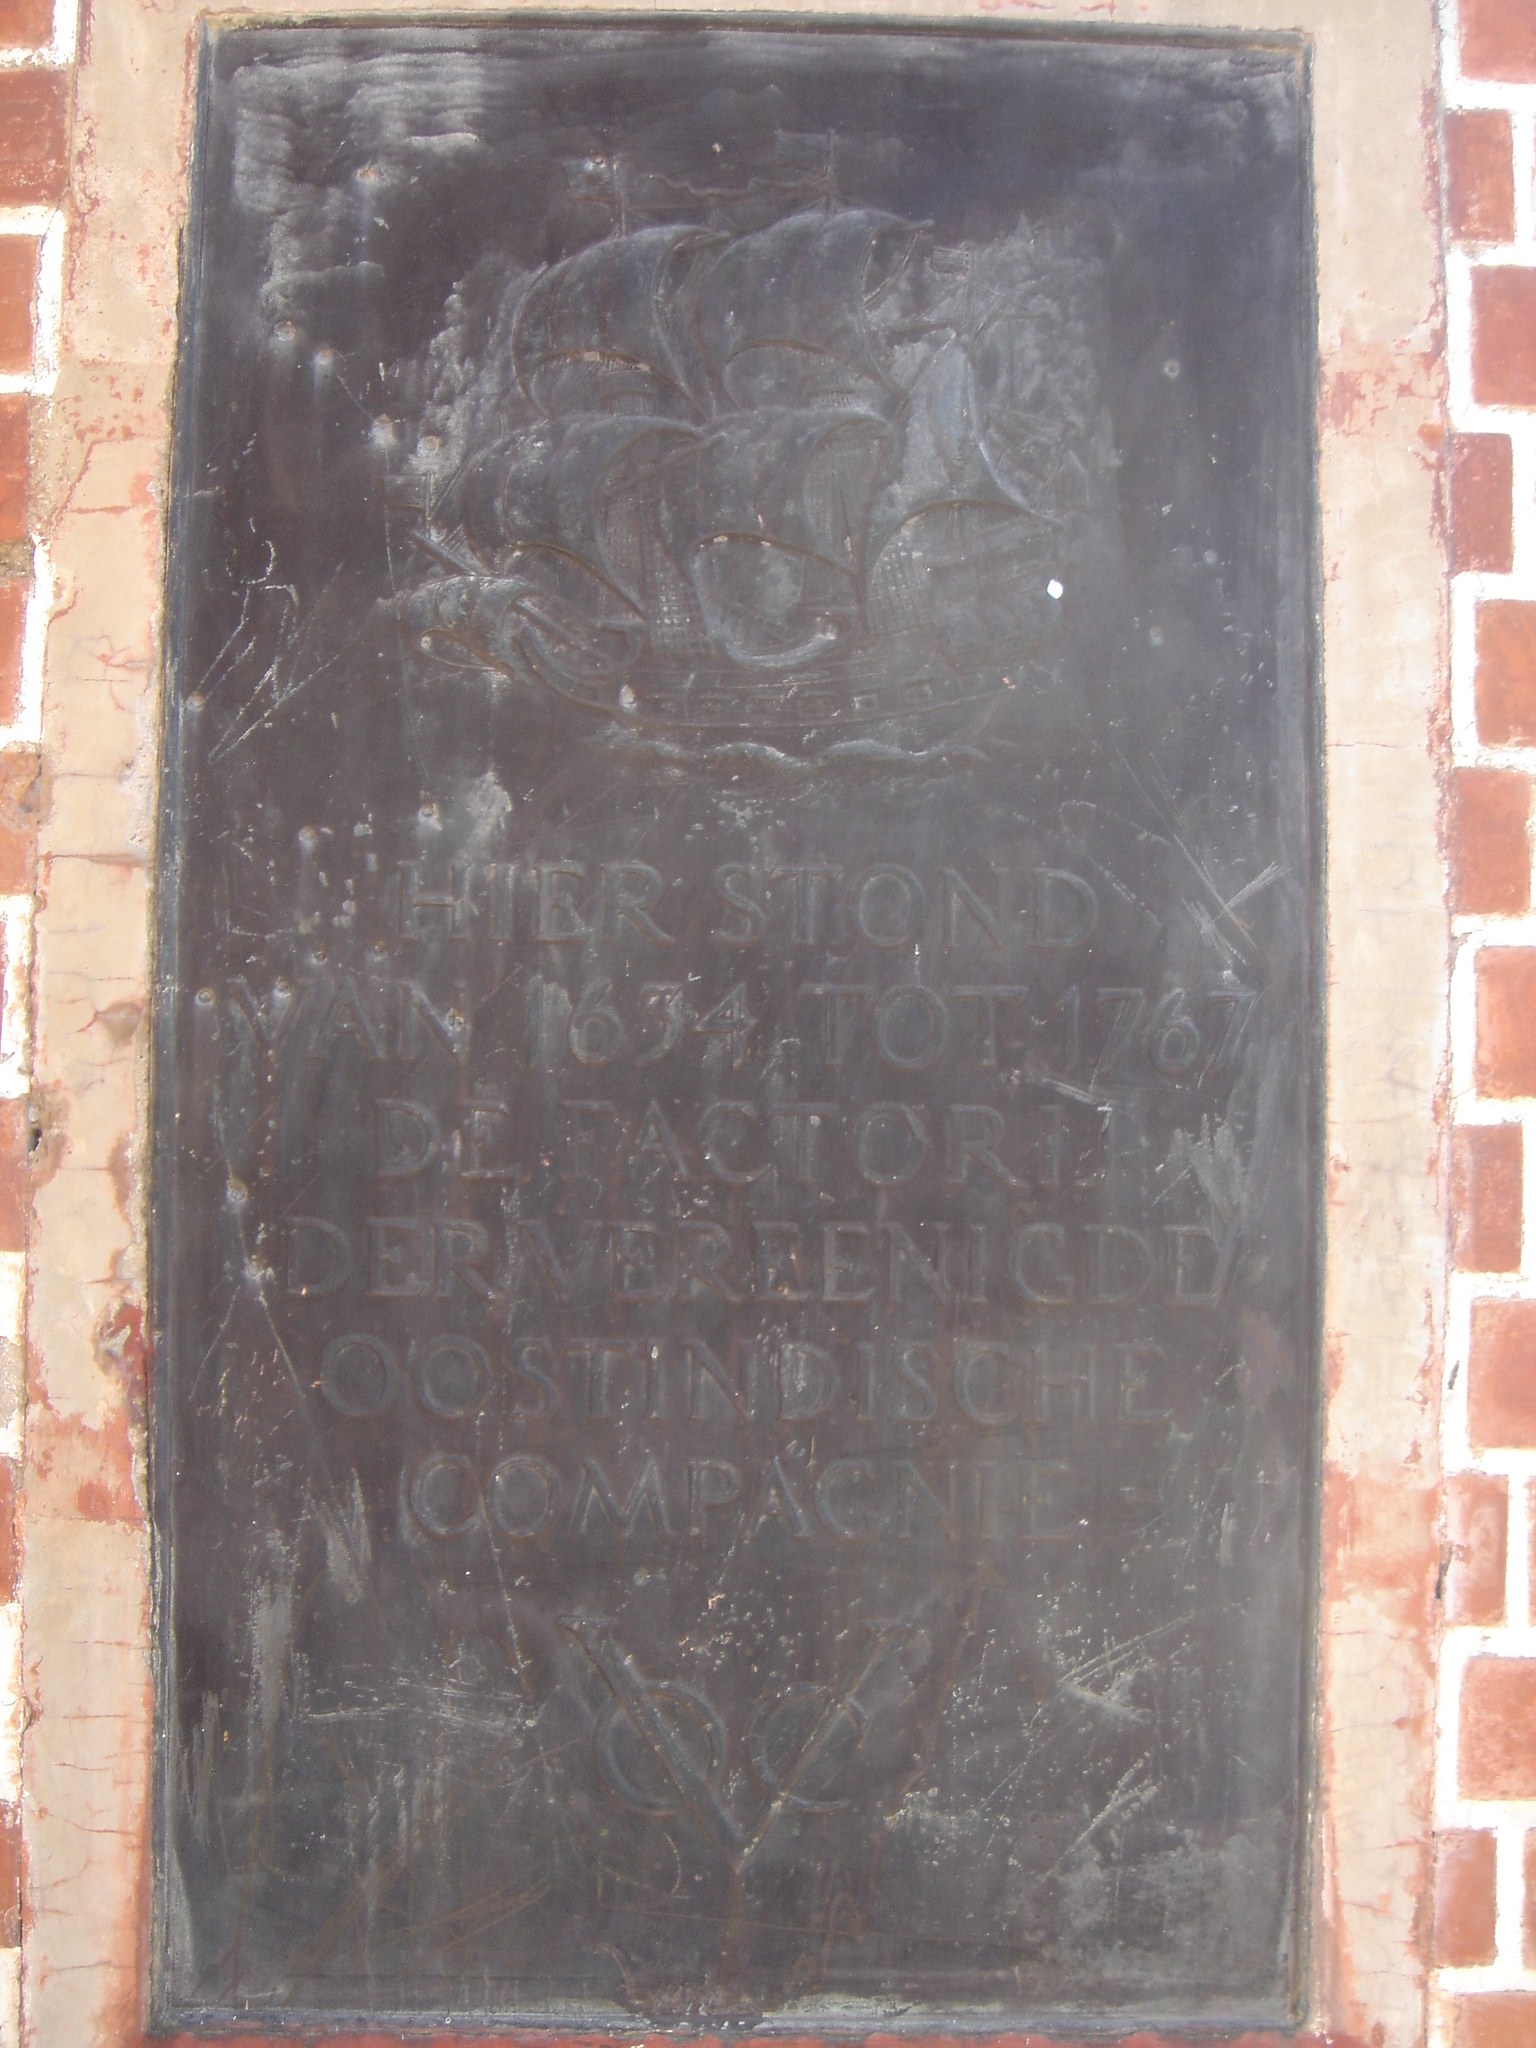 HIER STOND
VAN 1634 TOT 1767
DE FACTORIJ
DER VEREENIGDE
OOSTINDISCHE
COMPAGNIE
VOC